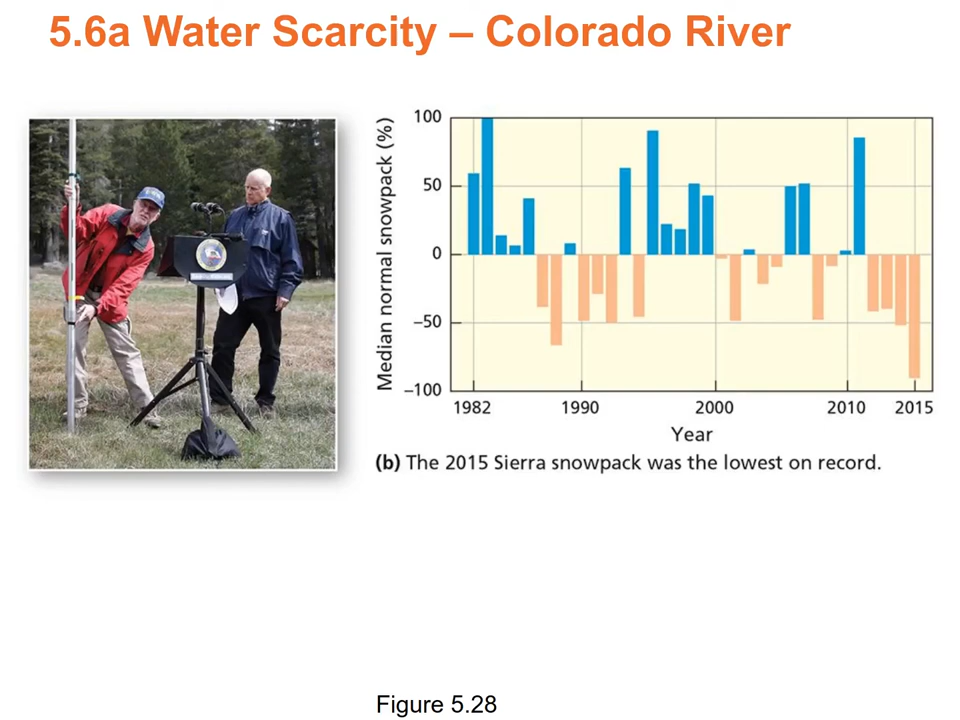 5.6a Water Scarcity – Colorado River
Median normal snowpack (%)
100
50
0
–50
–100
1982 1990 2000 2010 2015
Year
(b) The 2015 Sierra snowpack was the lowest on record.
Figure 5.28